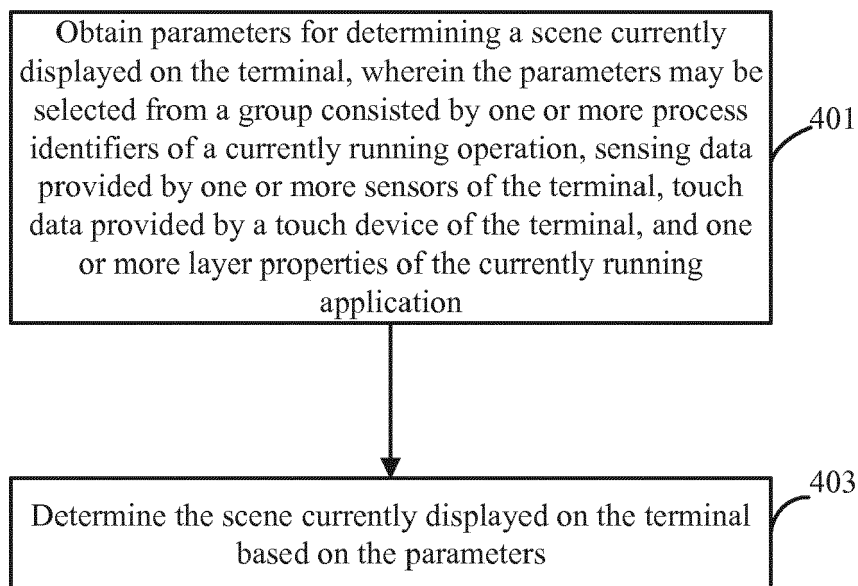 Obtain parameters for determining a scene currently
displayed on the terminal, wherein the parameters may be
selected from a group consisted by one or more process
identifiers of a currently running operation, sensing data
provided by one or more sensors of the terminal, touch
data provided by a touch device of the terminal, and one
or more layer properties of the currently running
application
401
Determine the scene currently displayed on the terminal
based on the parameters
403